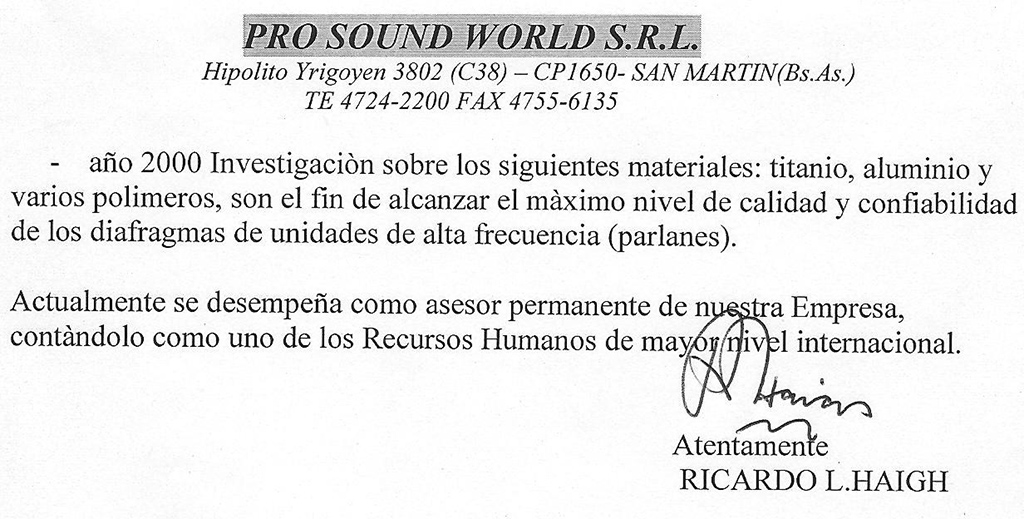 PRO SOUND WORLD S.R.L.
Hipolito Yrigoyen 3802 (C38) – CP1650- SAN MARTIN(Bs.As.)
TE 4724-2200 FAX 4755-6135
- año 2000 Investigaciòn sobre los siguientes materiales: titanio, aluminio y
varios polimeros, son el fin de alcanzar el màximo nivel de calidad y confiabilidad
de los diafragmas de unidades de alta frecuencia (parlanes).
Actualmente se desempeña como asesor permanente de nuestra Empresa,
contàndolo como uno de los Recursos Humanos de mayor nivel internacional.
Atentamente
RICARDO L.HAIGH